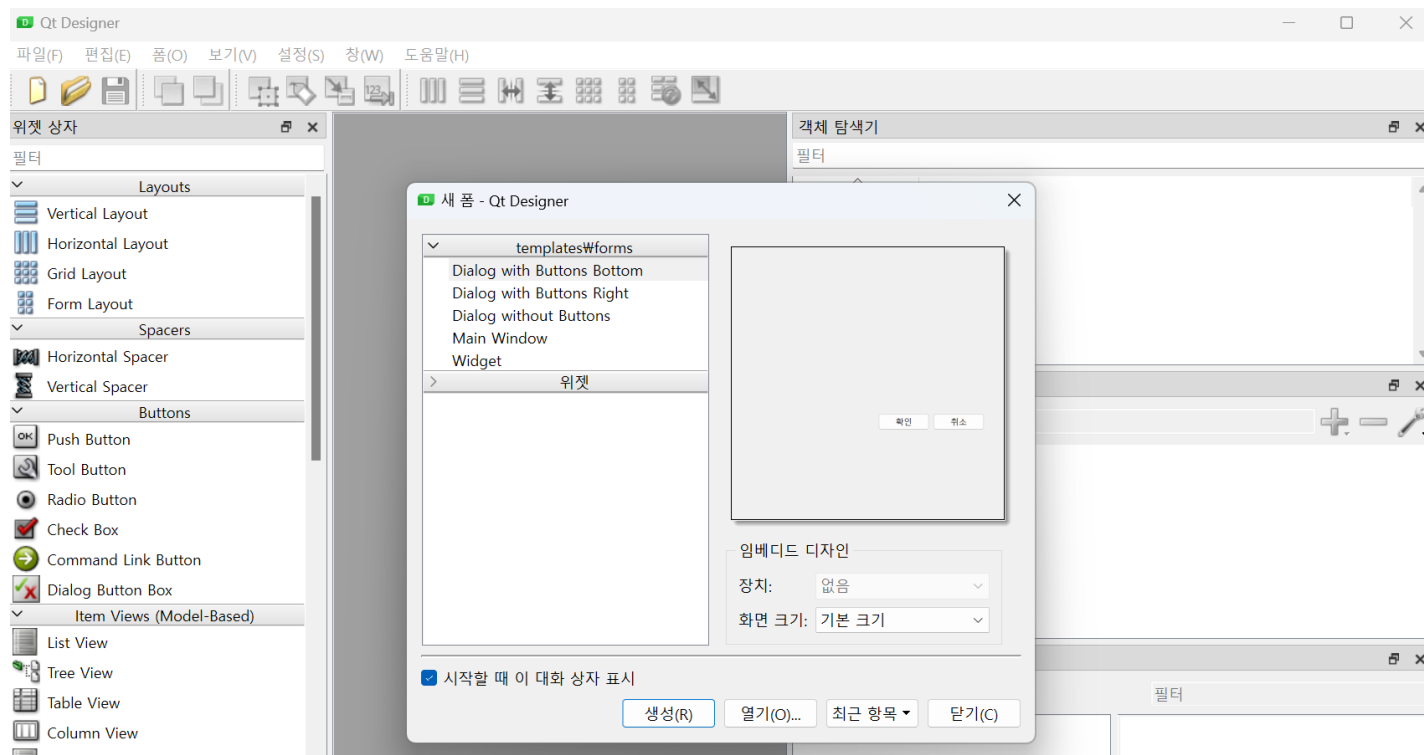 Qt Designer
파일(F) 편집(E) 폼(O) 보기(V) 설정(S) 창(W) 도움말(H)
123
위젯 상자
필터
Layouts
Vertical Layout
Horizontal Layout
Grid Layout
Form Layout
Spacers
Horizontal Spacer
Vertical Spacer
Buttons
OK
Push Button
Tool Button
Radio Button
Check Box
Command Link Button
Dialog Button Box
Item Views (Model-Based)
List View
Tree View
Table View
Column View
객체 탐색기
필터
새 폼 - Qt Designer
templates₩forms
Dialog with Buttons Bottom
Dialog with Buttons Right
Dialog without Buttons
Main Window
Widget
위젯
확인 취소
임베디드 디자인
장치: 없음
화면 크기: 기본 크기
시작할 때 이 대화 상자 표시
생성(R) 열기(O)... 최근 항목 닫기(C)
필터